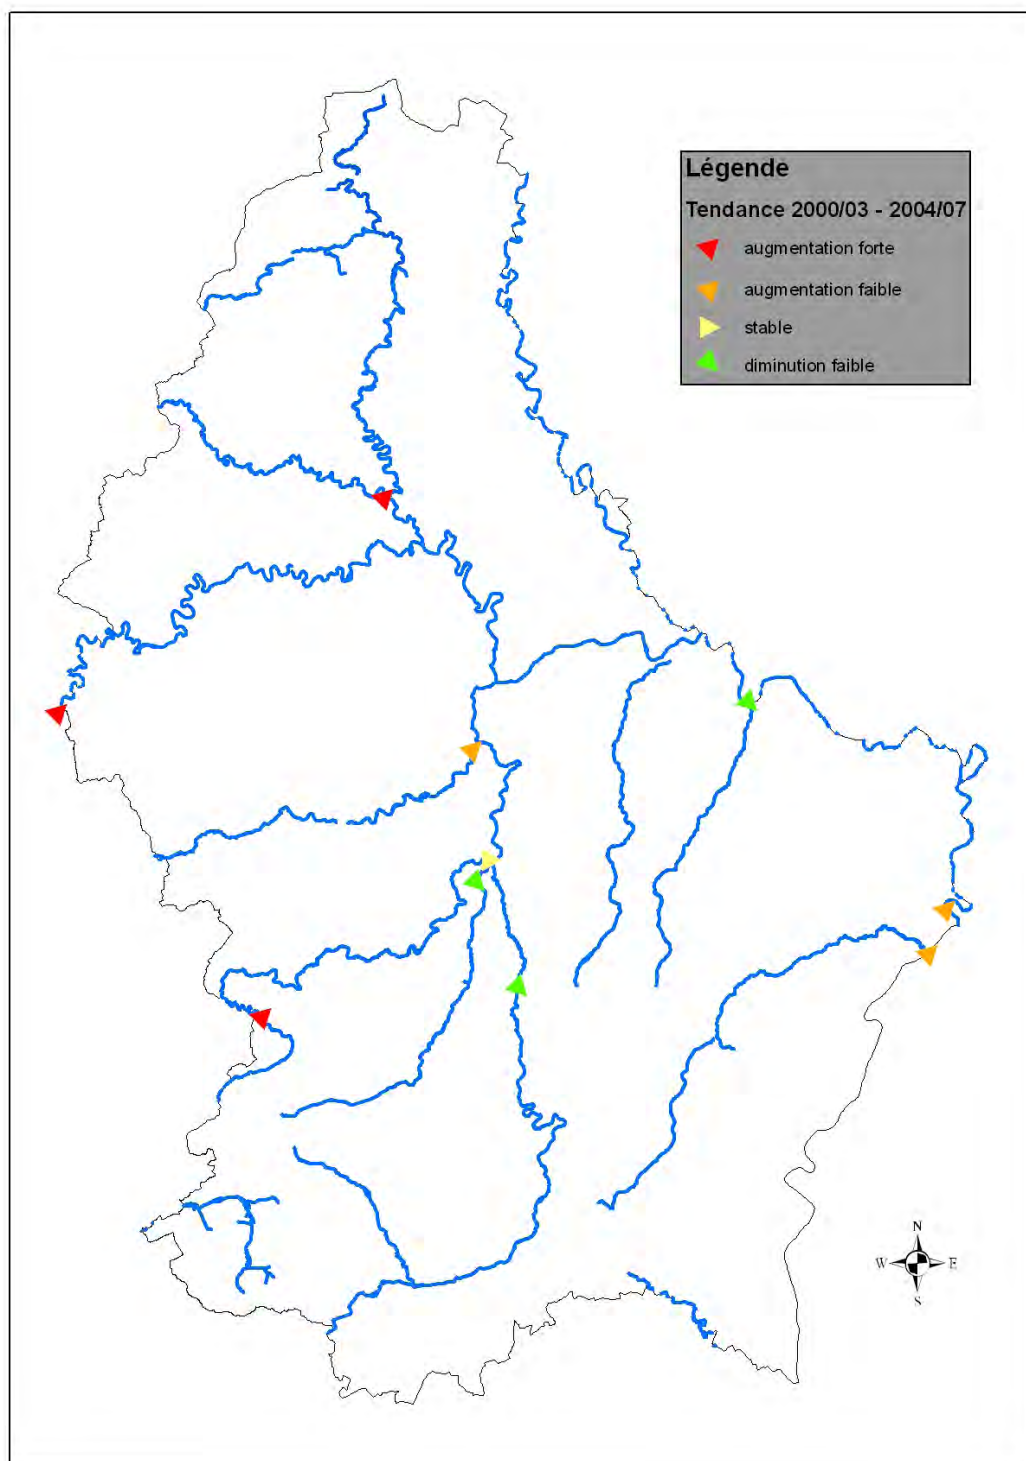 Légende
Tendance 2000/03 - 2004/07
augmentation forte
augmentation faible
stable
diminution faible
N
W E
S